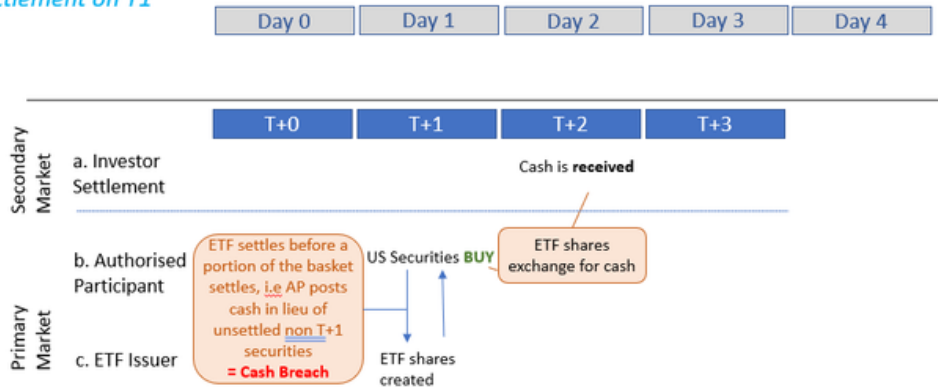 settlement on T1
Day 0 Day 1 Day 2 Day 3 Day 4
T+0 T+1 T+2 T+3
Secondary
Market
a. Investor
Settlement
Cash is received
Primary
Market
b. Authorised
Participant
ETF settles before a
portion of the basket
settles, i.e AP posts
cash in lieu of
unsettled non T+1
securities
= Cash Breach
US Securities BUY
ETF shares
exchange for cash
c. ETF Issuer
ETF shares
created